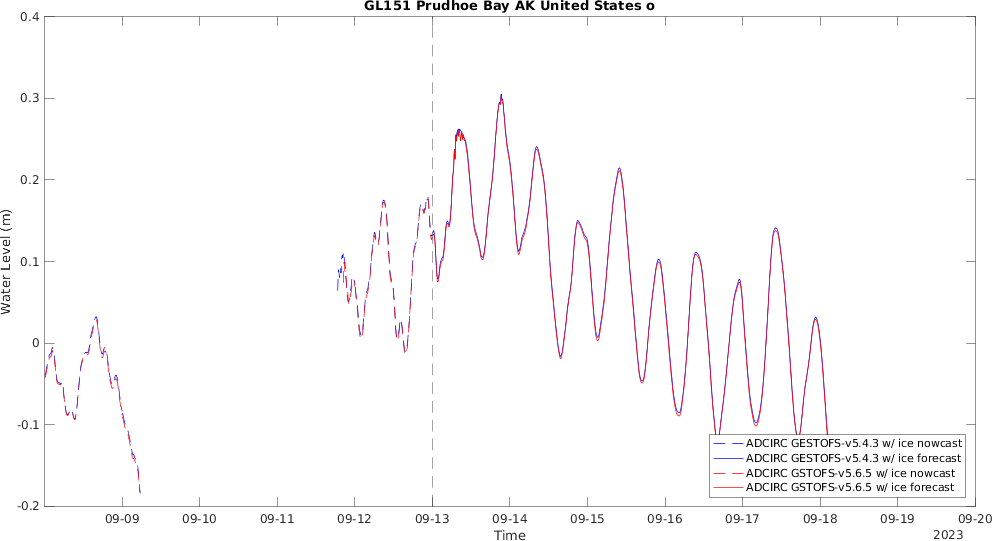 GL151 Prudhoe Bay AK United States o
0.4
0.3
0.2
0.1
0
-0.1
-0.2
Water Level (m)
09-09 09-10 09-11 09-12 09-13 09-14 09-15 09-16 09-17 09-18 09-19 09-20
Time
2023
ADCIRC GESTOFS-v5.4.3 w/ ice nowcast
ADCIRC GESTOFS-v5.4.3 w/ ice forecast
ADCIRC GSTOFS-v5.6.5 w/ ice nowcast
ADCIRC GSTOFS-v5.6.5 w/ ice forecast